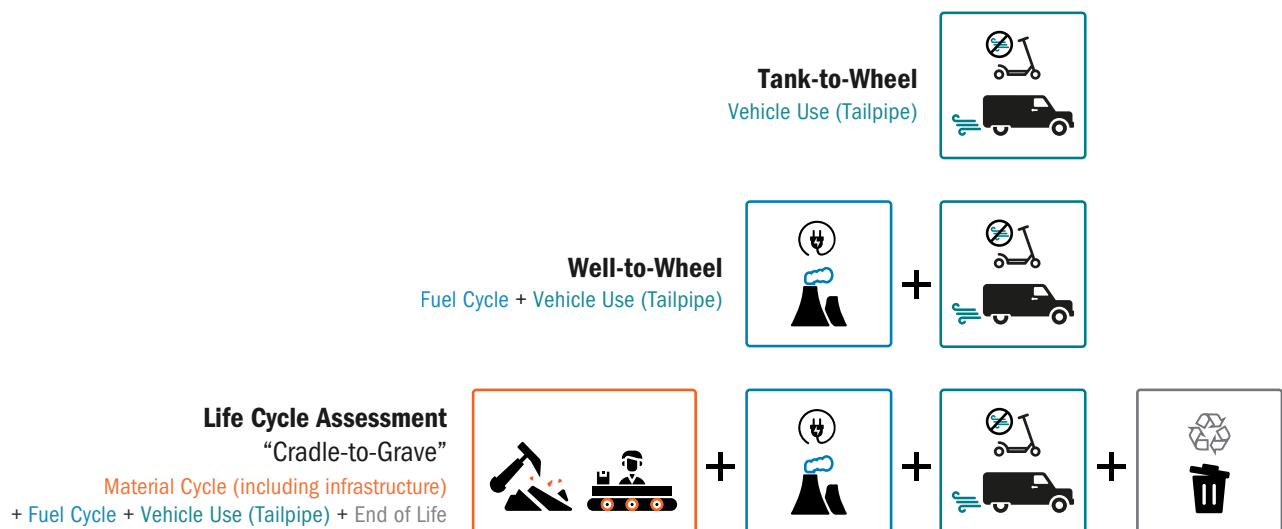 Tank-to-Wheel
Vehicle Use (Tailpipe)
Well-to-Wheel
Fuel Cycle + Vehicle Use (Tailpipe)
Life Cycle Assessment
“Cradle-to-Grave”
Material Cycle (including infrastructure)
+ Fuel Cycle + Vehicle Use (Tailpipe) + End of Life